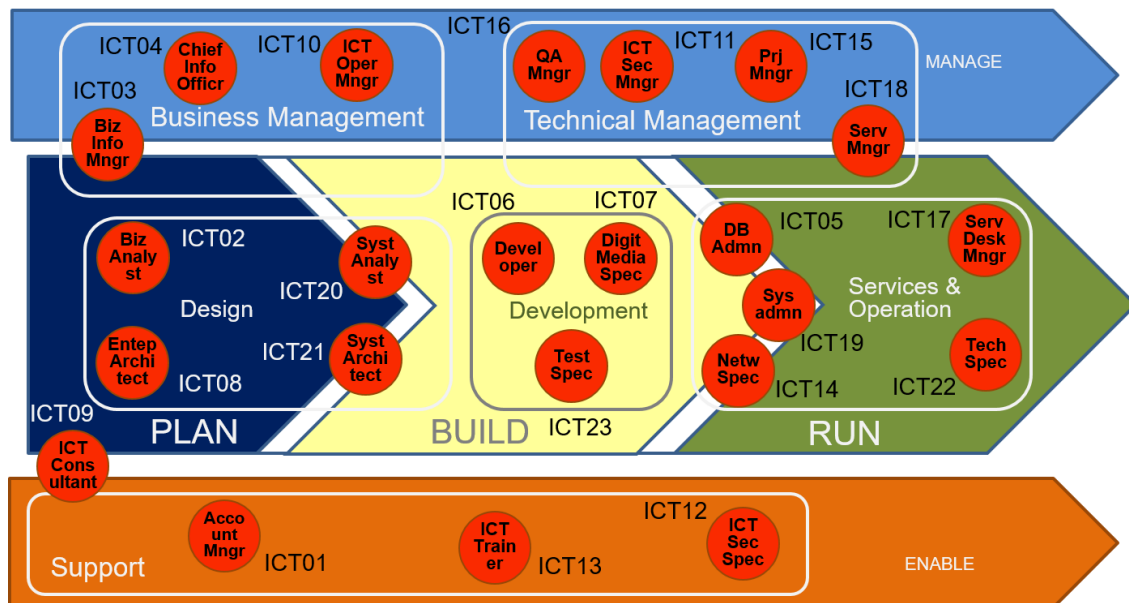 ICT04
Chief
Info
Officr
ICT10
ICT
Oper
Mngr
ICT03
Biz
Info
Mngr
Business Management
ICT16
QA
Mngr
ICT
Sec
Mngr
ICT11
Prj
Mngr
ICT15
MANAGE
ICT18
Technical Management
Serv
Mngr
Biz
Analy
st
ICT02
Syst
Analy
st
ICT20
Design
Entep
Archi
tect
ICT08
ICT21
Syst
Archi
tect
PLAN
ICT06
ICT07
Devel
oper
Digit
Media
Spec
Development
Test
Spec
ICT23
BUILD
DB
Admn
ICT05
ICT17
Serv
Desk
Mngr
Sys
admn
Services &
Operation
ICT19
Netw
Spec
ICT14
ICT22
Tech
Spec
RUN
ICT09
ICT
Cons
ultant
Support
Acco
unt
Mngr
ICT01
ICT
Train
er
ICT13
ICT12
ICT
Sec
Spec
ENABLE